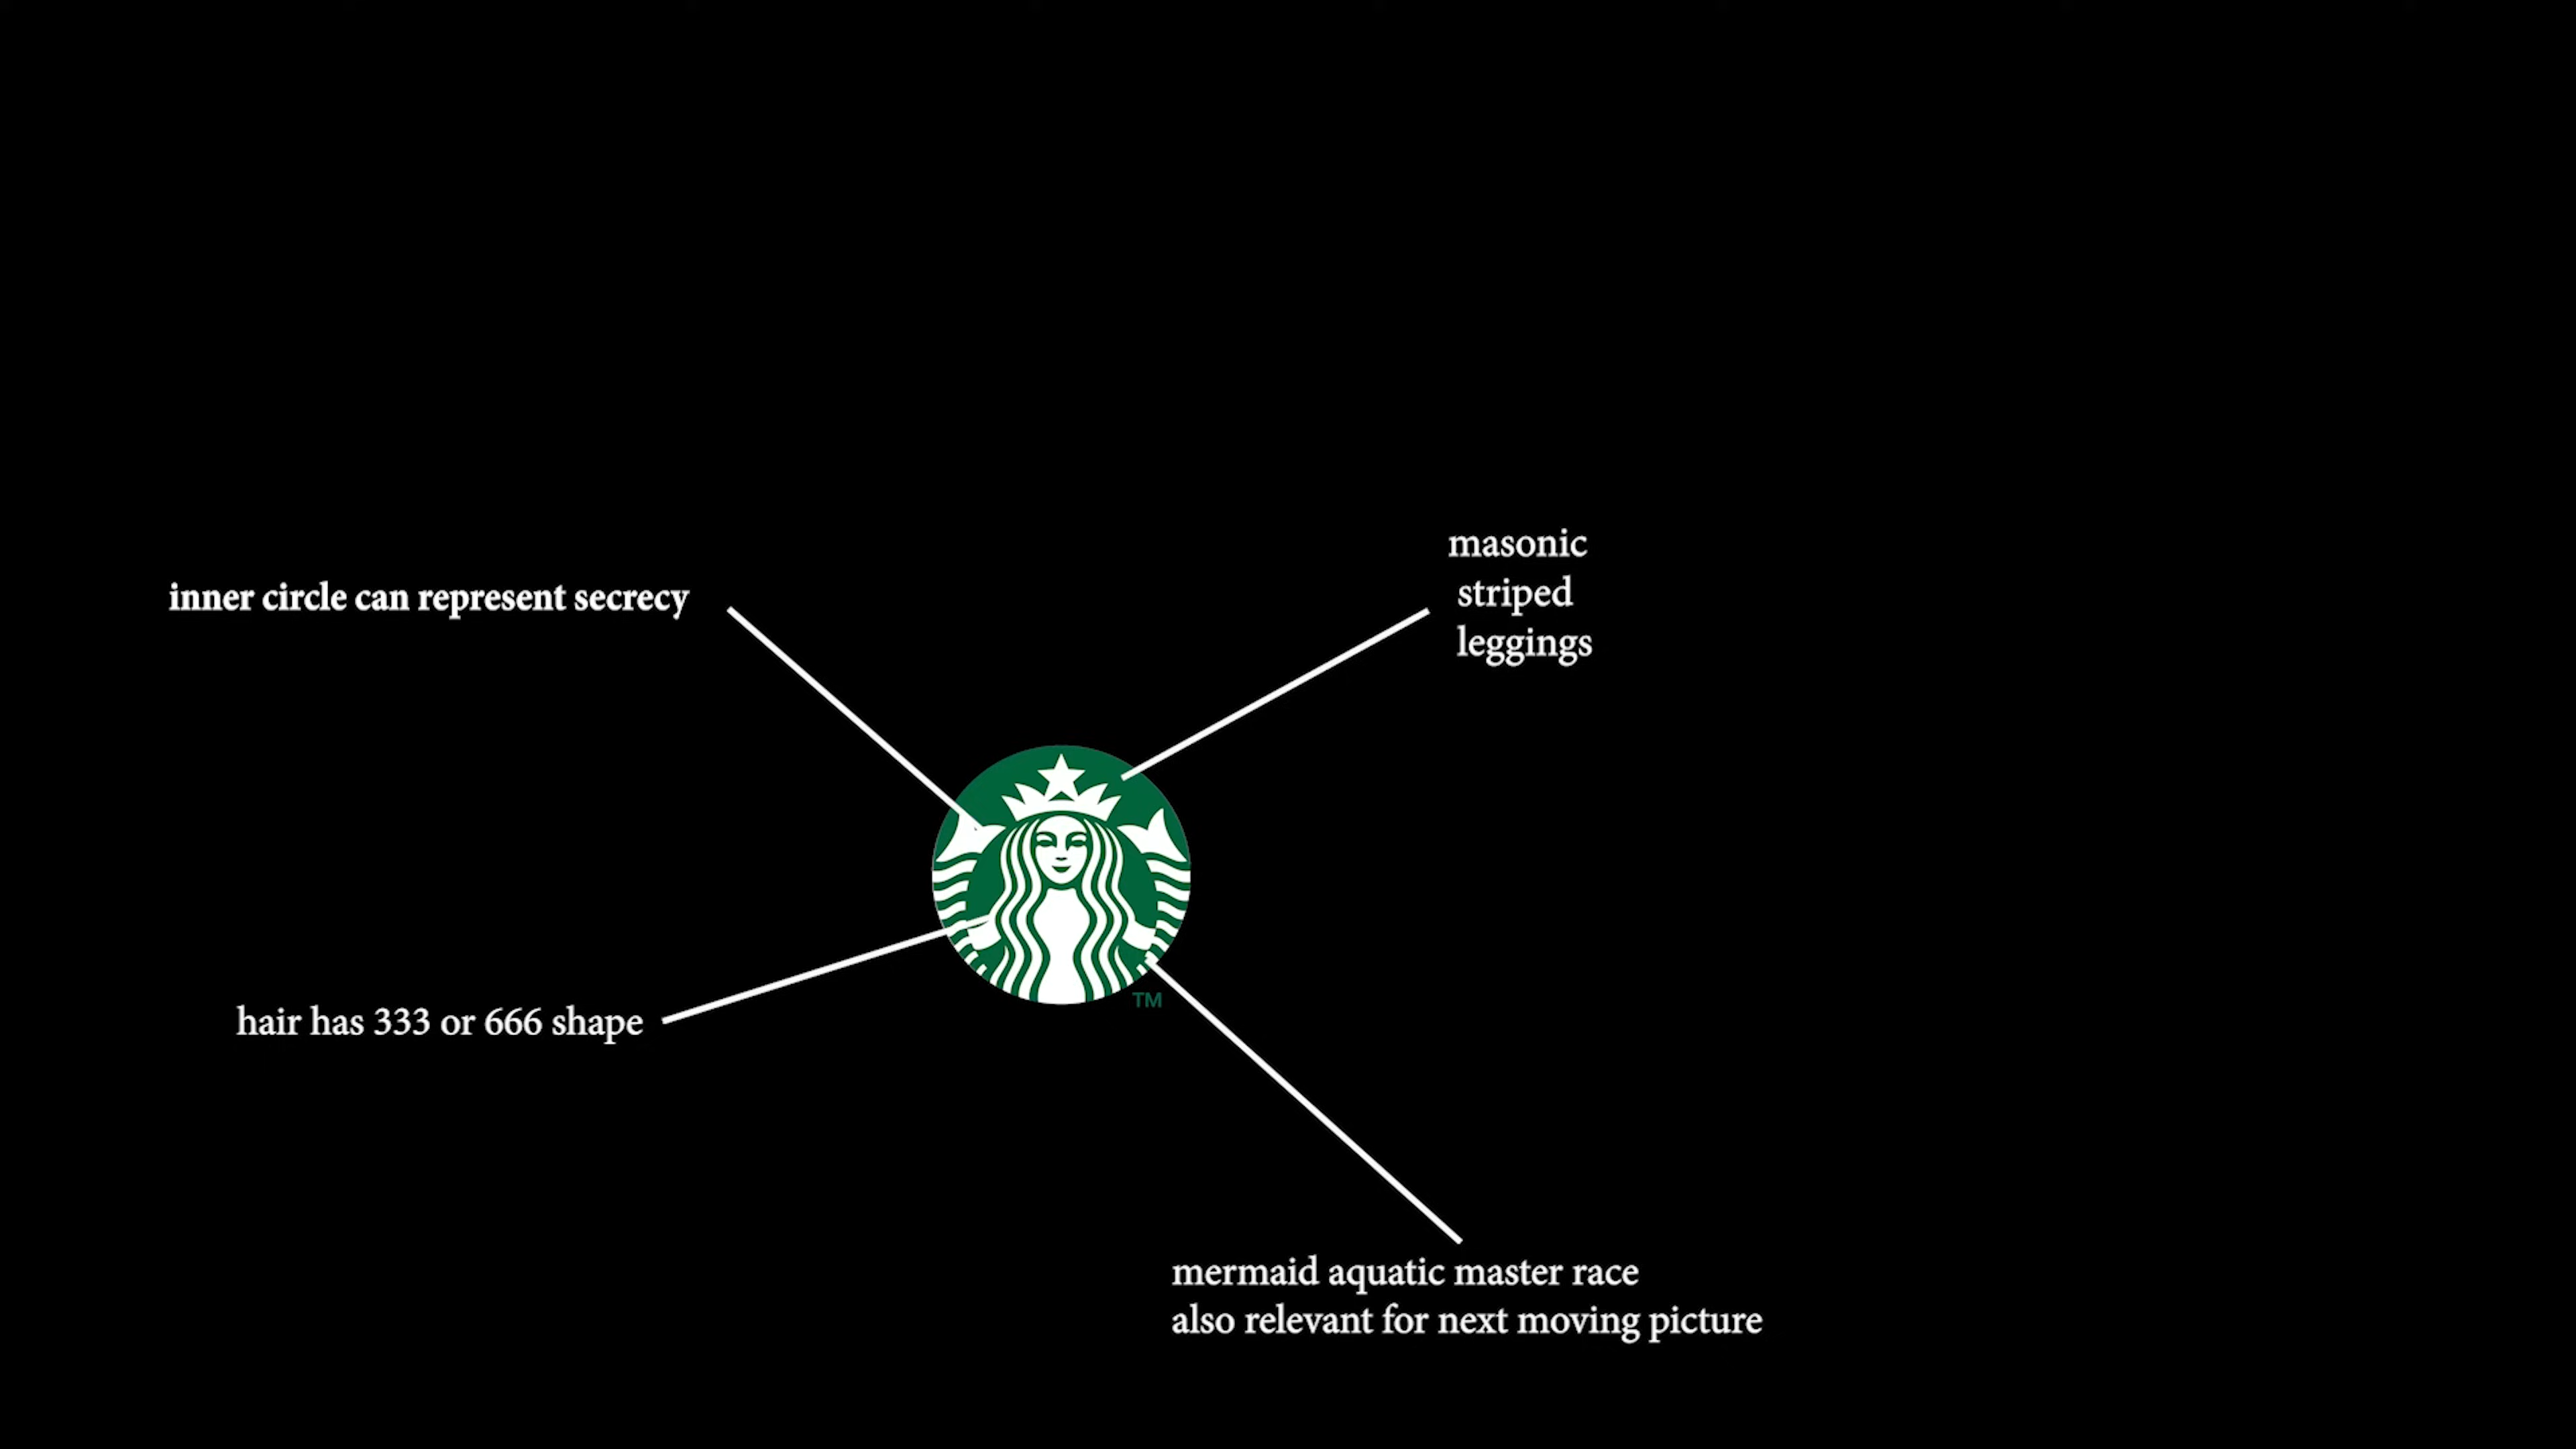 masonic
striped
leggings
inner circle can represent secrecy
TM
hair has 333 or 666 shape
mermaid aquatic master race
also relevant for next moving picture